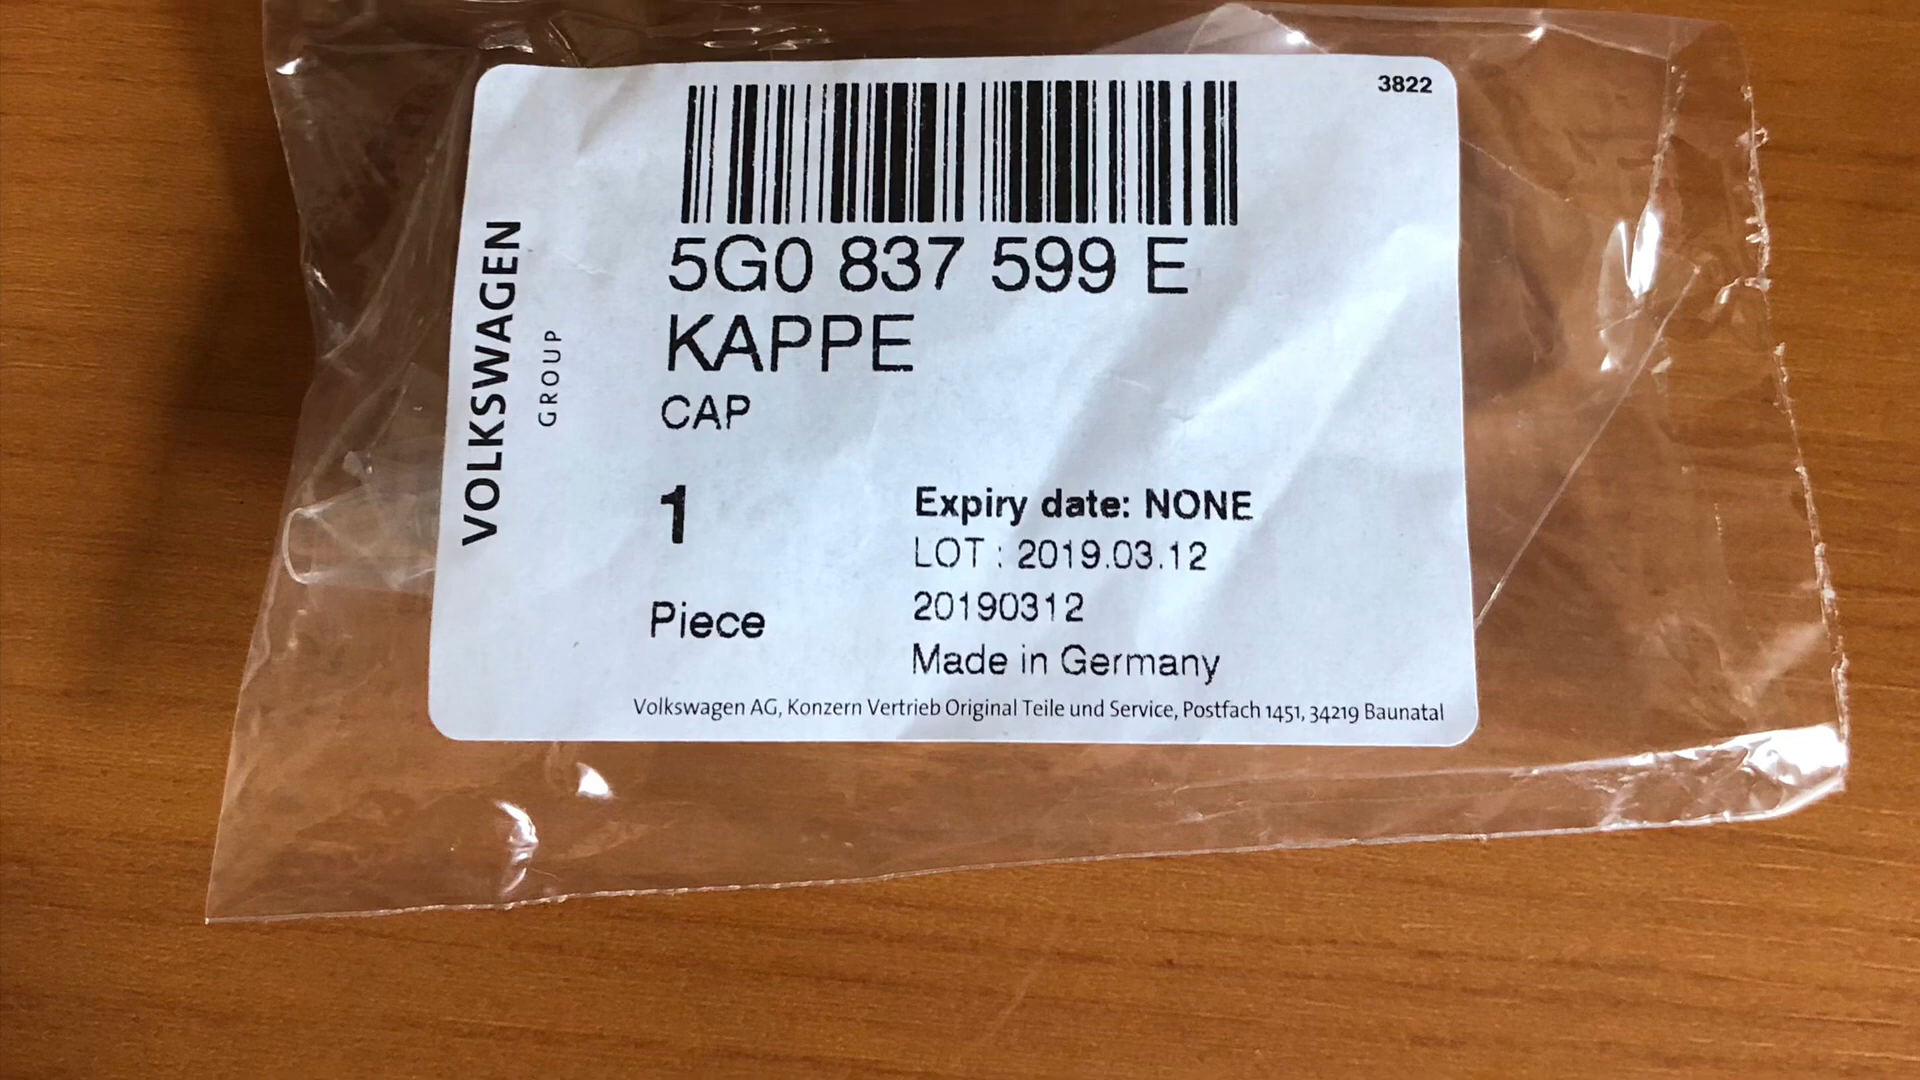 3822
5G0 837 599 E
KAPPE
CAP
VOLKSWAGEN
GROUP
1
Piece
Expiry date: NONE
LOT : 2019.03.12
20190312
Made in Germany
Volkswagen AG, Konzern Vertrieb Original Teile und Service, Postfach 1451, 34219 Baunatal